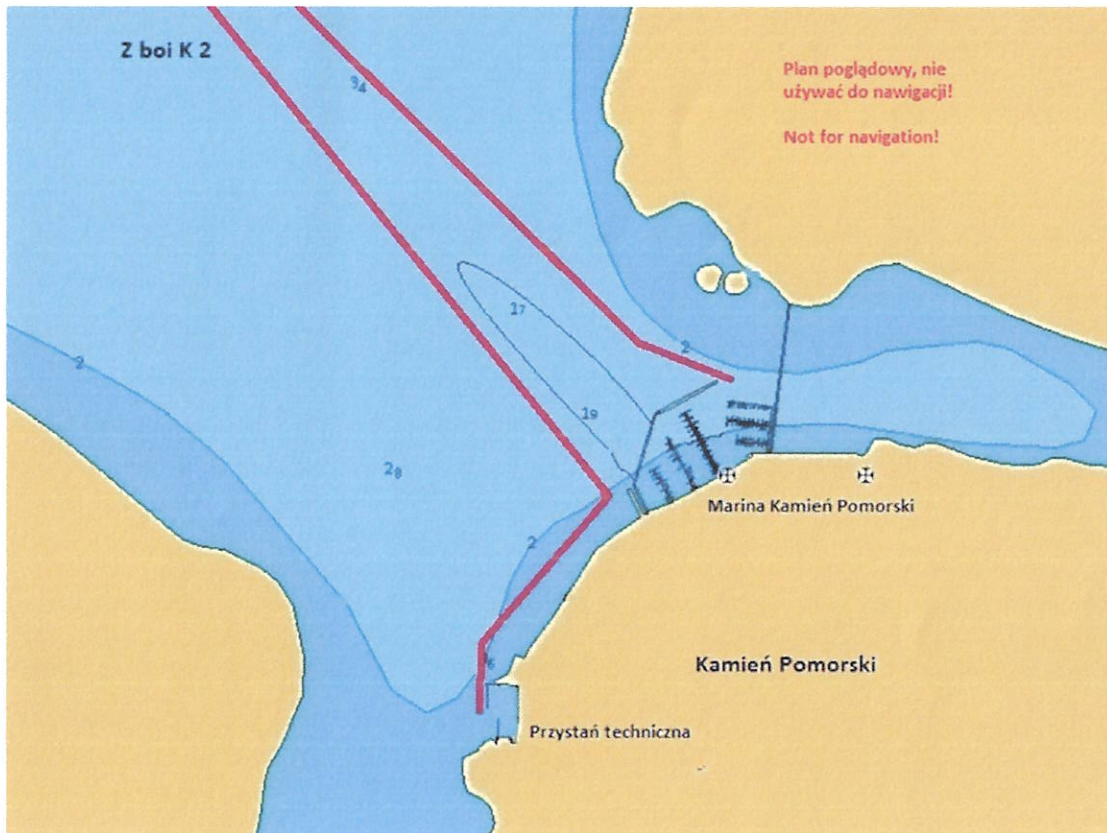 Z boi K 2
Plan poglądowy, nie
używać do nawigacji!
Not for navigation!
3₄
1₇
2
2
1₉
2₈
Marina Kamień Pomorski
2
Kamień Pomorski
Przystań techniczna